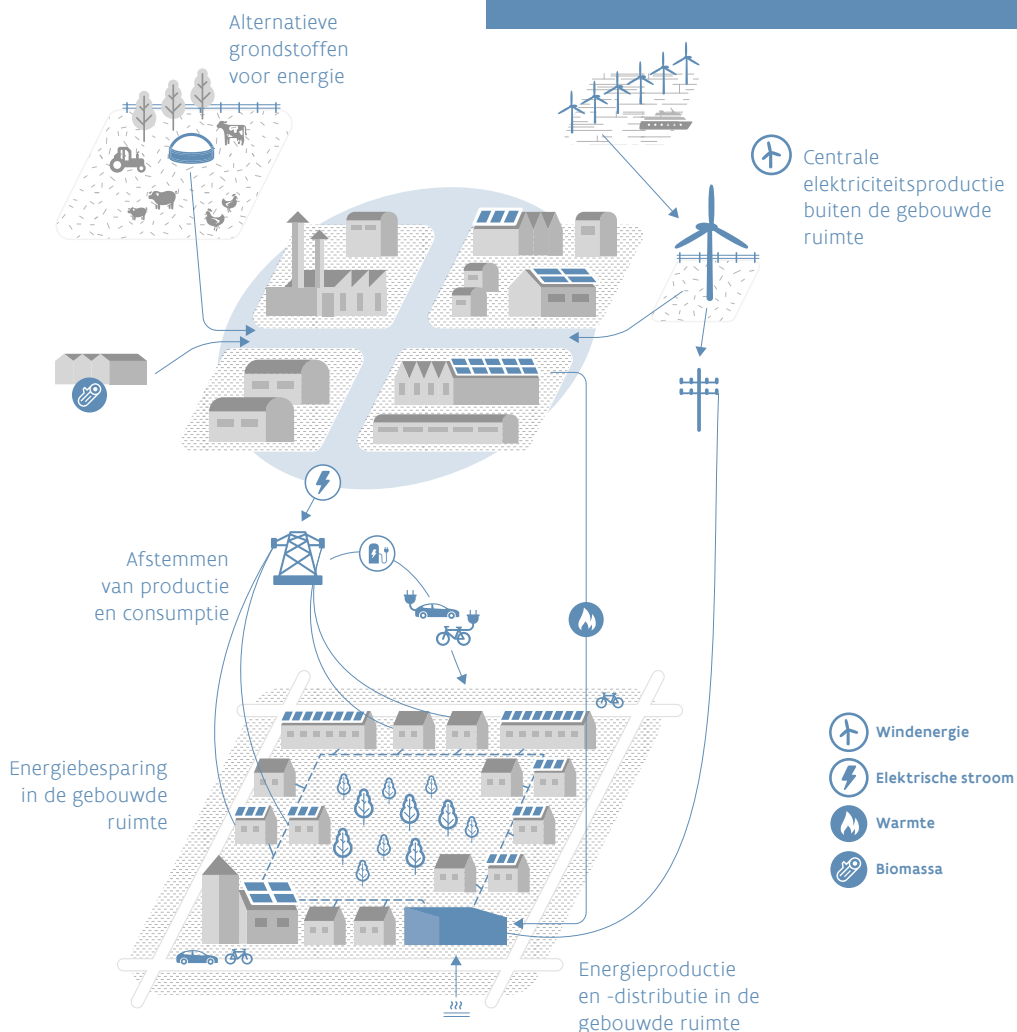 Alternatieve
grondstoffen
voor energie
Centrale
elektriciteitsproductie
buiten de gebouwde
ruimte
Afstemmen
van productie
en consumptie
Energiebesparing
in de gebouwde
ruimte
Windenergie
Elektrische stroom
Warmte
Biomassa
Energieproductie
en -distributie in de
gebouwde ruimte